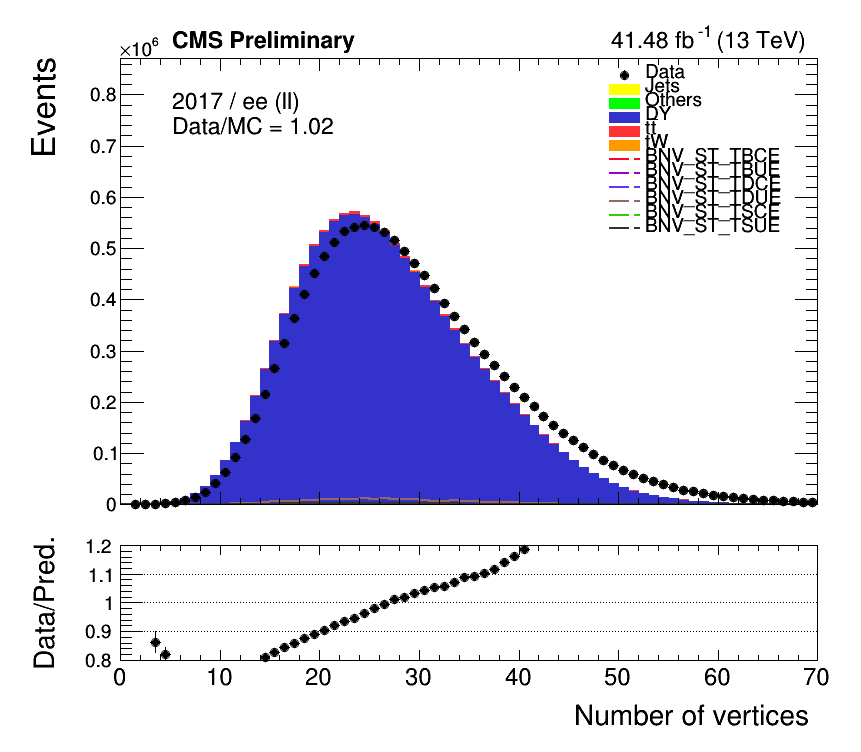 ×10⁶ CMS Preliminary 41.48 fb⁻¹ (13 TeV)
Events
2017 / ee (ll)
Data/MC = 1.02
Data
Jets
Others
DY
tt
tW
BNV_ST_TBCE
BNV_ST_TBUE
BNV_ST_TDCE
BNV_ST_TDUE
BNV_ST_TSCE
BNV_ST_TSUE
0.8
0.7
0.6
0.5
0.4
0.3
0.2
0.1
0
Data/Pred.
1.2
1.1
1
0.9
0.8
0 10 20 30 40 50 60 70
Number of vertices